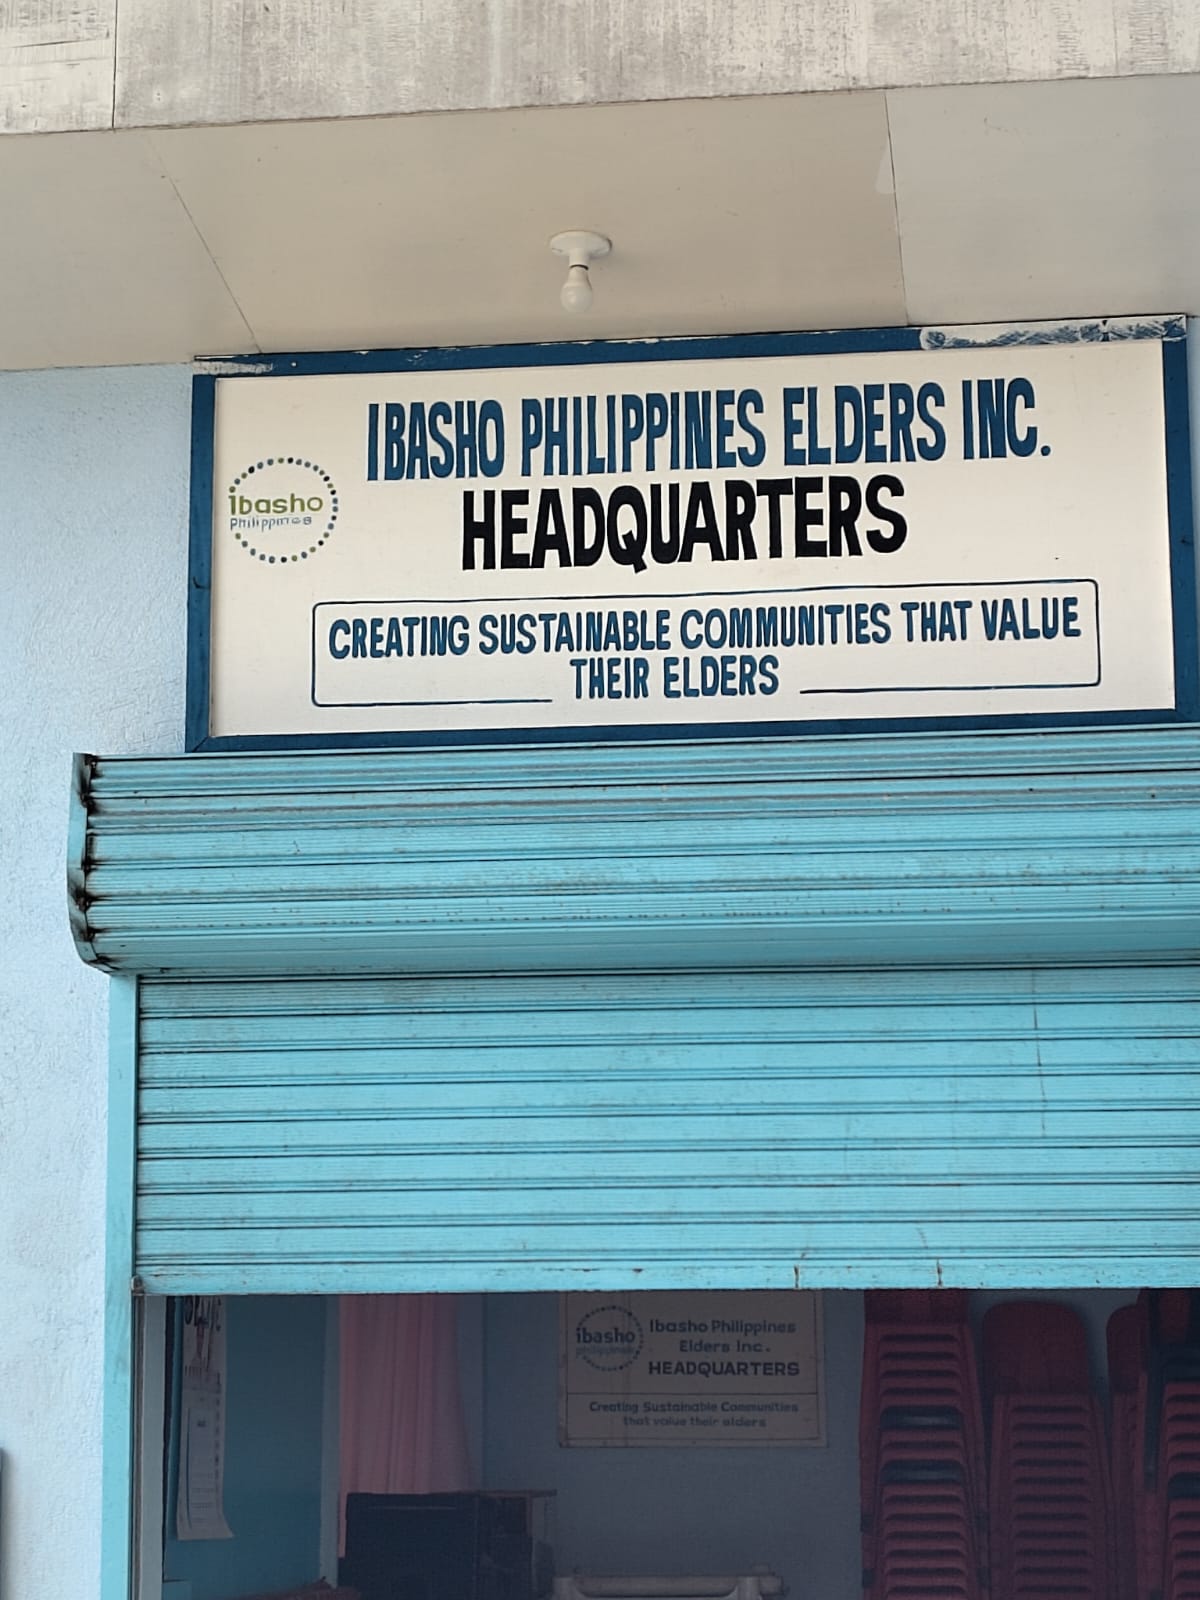 IBASHO PHILIPPINES ELDERS INC.
HEADQUARTERS
ibasho
Philippines
CREATING SUSTAINABLE COMMUNITIES THAT VALUE
THEIR ELDERS
ibasho
philippines
Ibasho Philippines
Elders Inc.
HEADQUARTERS
Creating Sustainable Communities
that value their elders